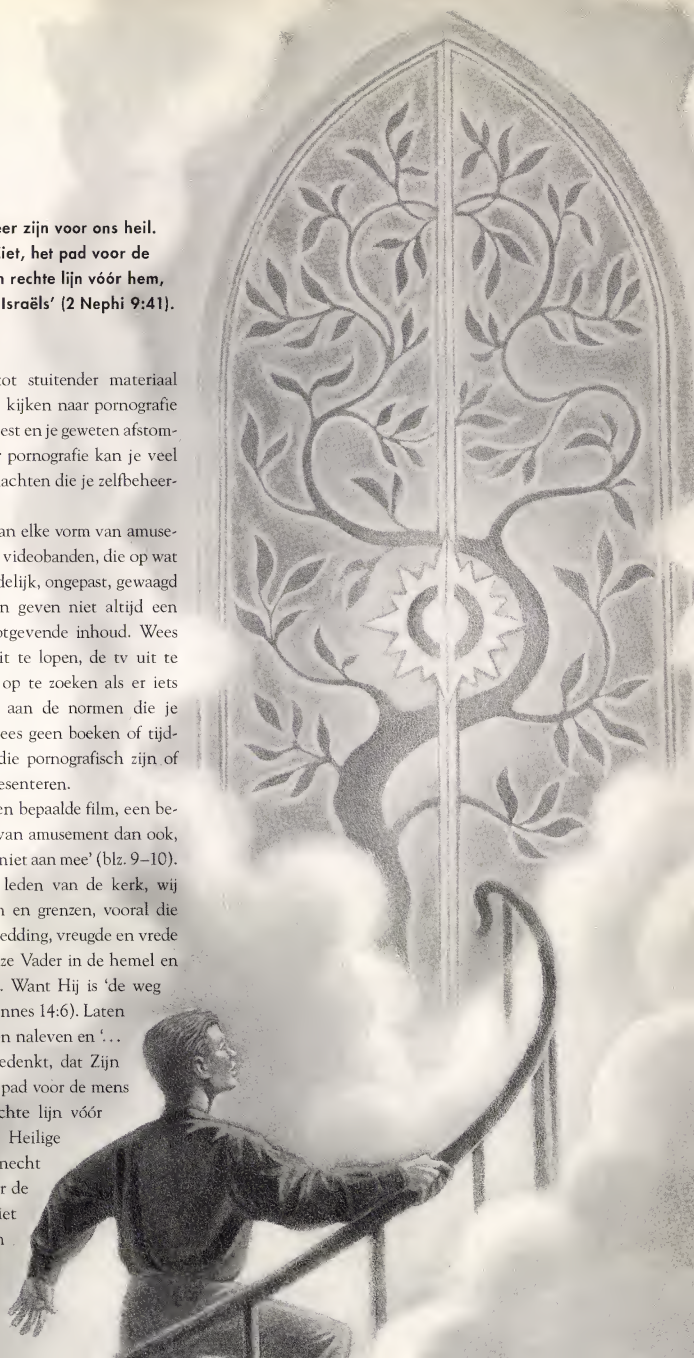 er zijn voor ons heil.
iet, het pad voor de
rechte lijn vóór hem,
Israëls’ (2 Nephi 9:41).
tot stuitender materiaal
kijken naar pornografie
est en je geweten afstom-
pornografie kan je veel
achten die je zelfbeheer-
an elke vorm van amuse-
videobanden, die op wat
delijk, ongepast, gewaagd
n geven niet altijd een
otgevende inhoud. Wees
it te lopen, de tv uit te
op te zoeken als er iets
aan de normen die je
ees geen boeken of tijd-
die pornografisch zijn of
esenteren.
en bepaalde film, een be-
van amusement dan ook,
niet aan mee’ (blz. 9–10).
leden van de kerk, wij
n en grenzen, vooral die
edding, vreugde en vrede
ze Vader in de hemel en
. Want Hij is ‘de weg
nnes 14:6). Laten
n naleven en ‘…
edenkt, dat Zijn
pad voor de mens
chte lijn vóór
Heilige
necht
r de
iet